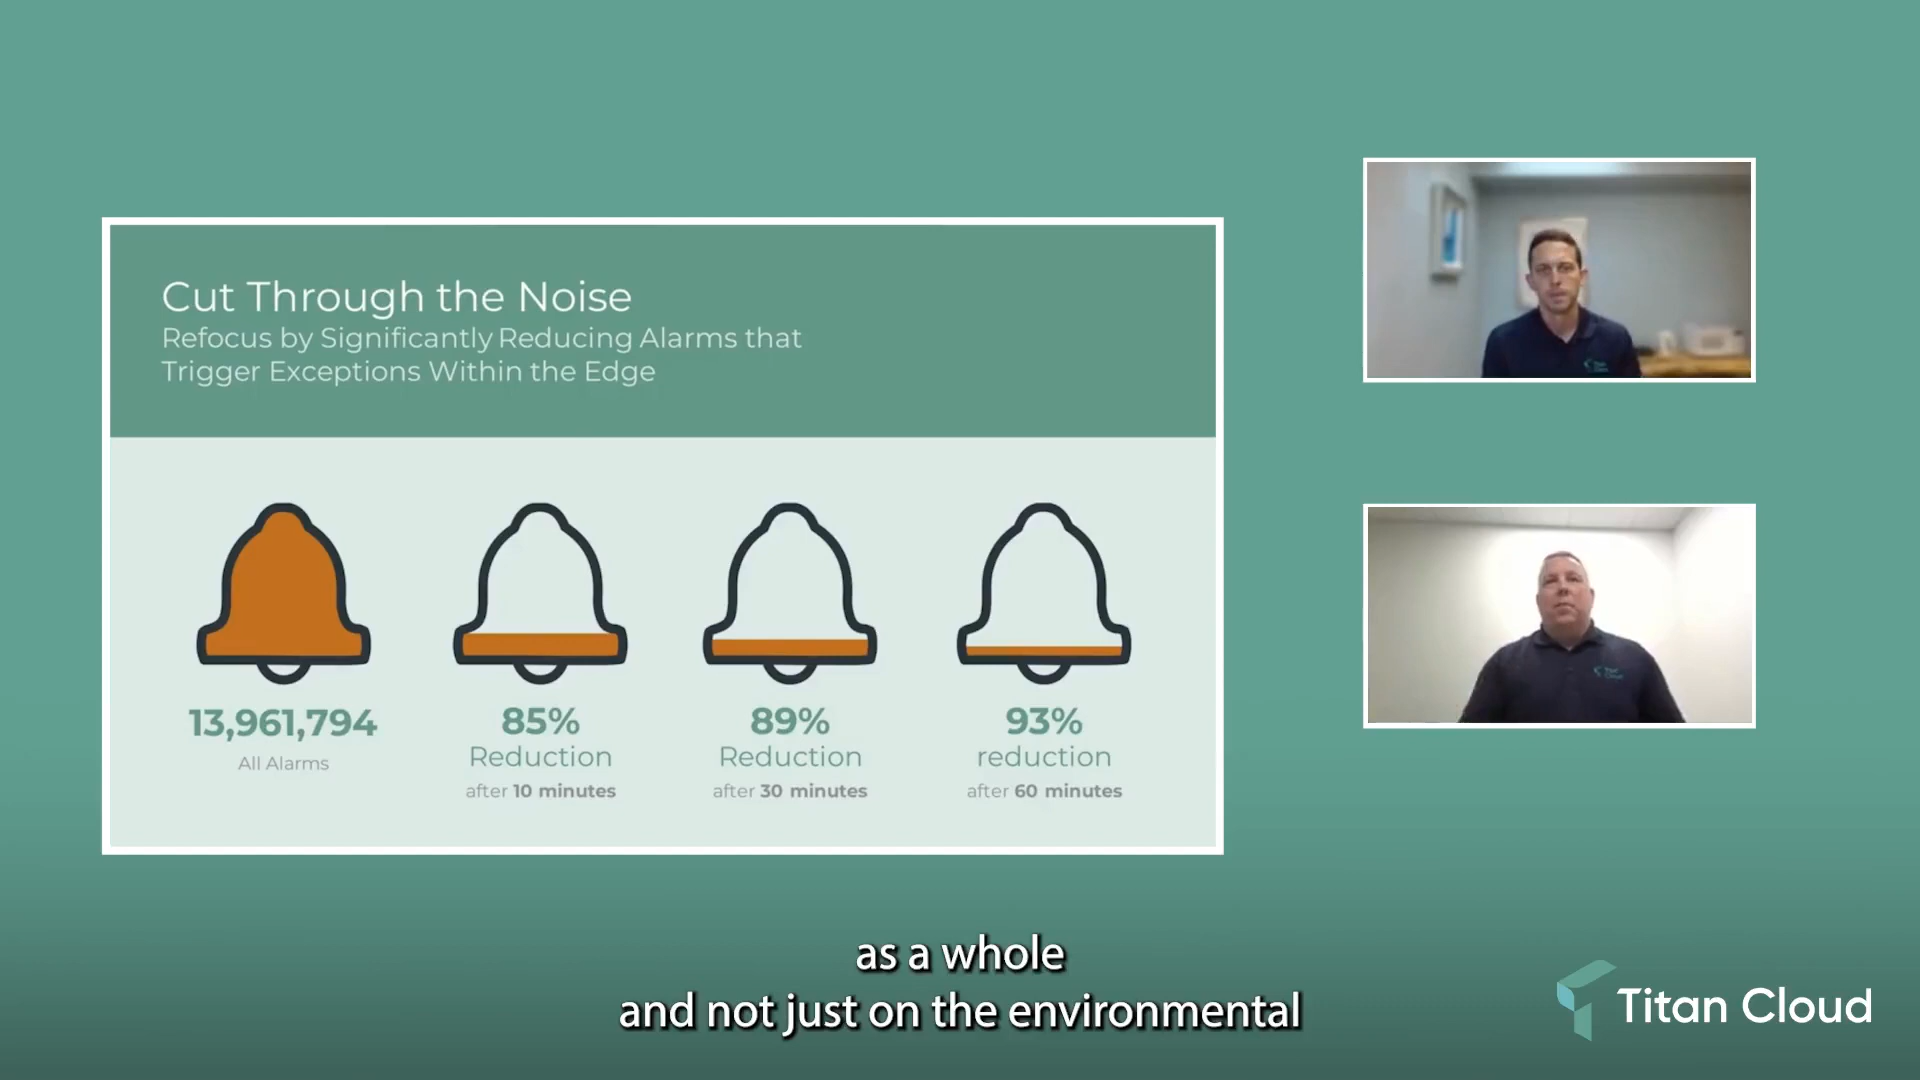 Cut Through the Noise
Refocus by Significantly Reducing Alarms that
Trigger Exceptions Within the Edge
13,961,794
All Alarms
85%
Reduction
after 10 minutes
89%
Reduction
after 30 minutes
93%
reduction
after 60 minutes
as a whole
and not just on the environmental
Titan Cloud